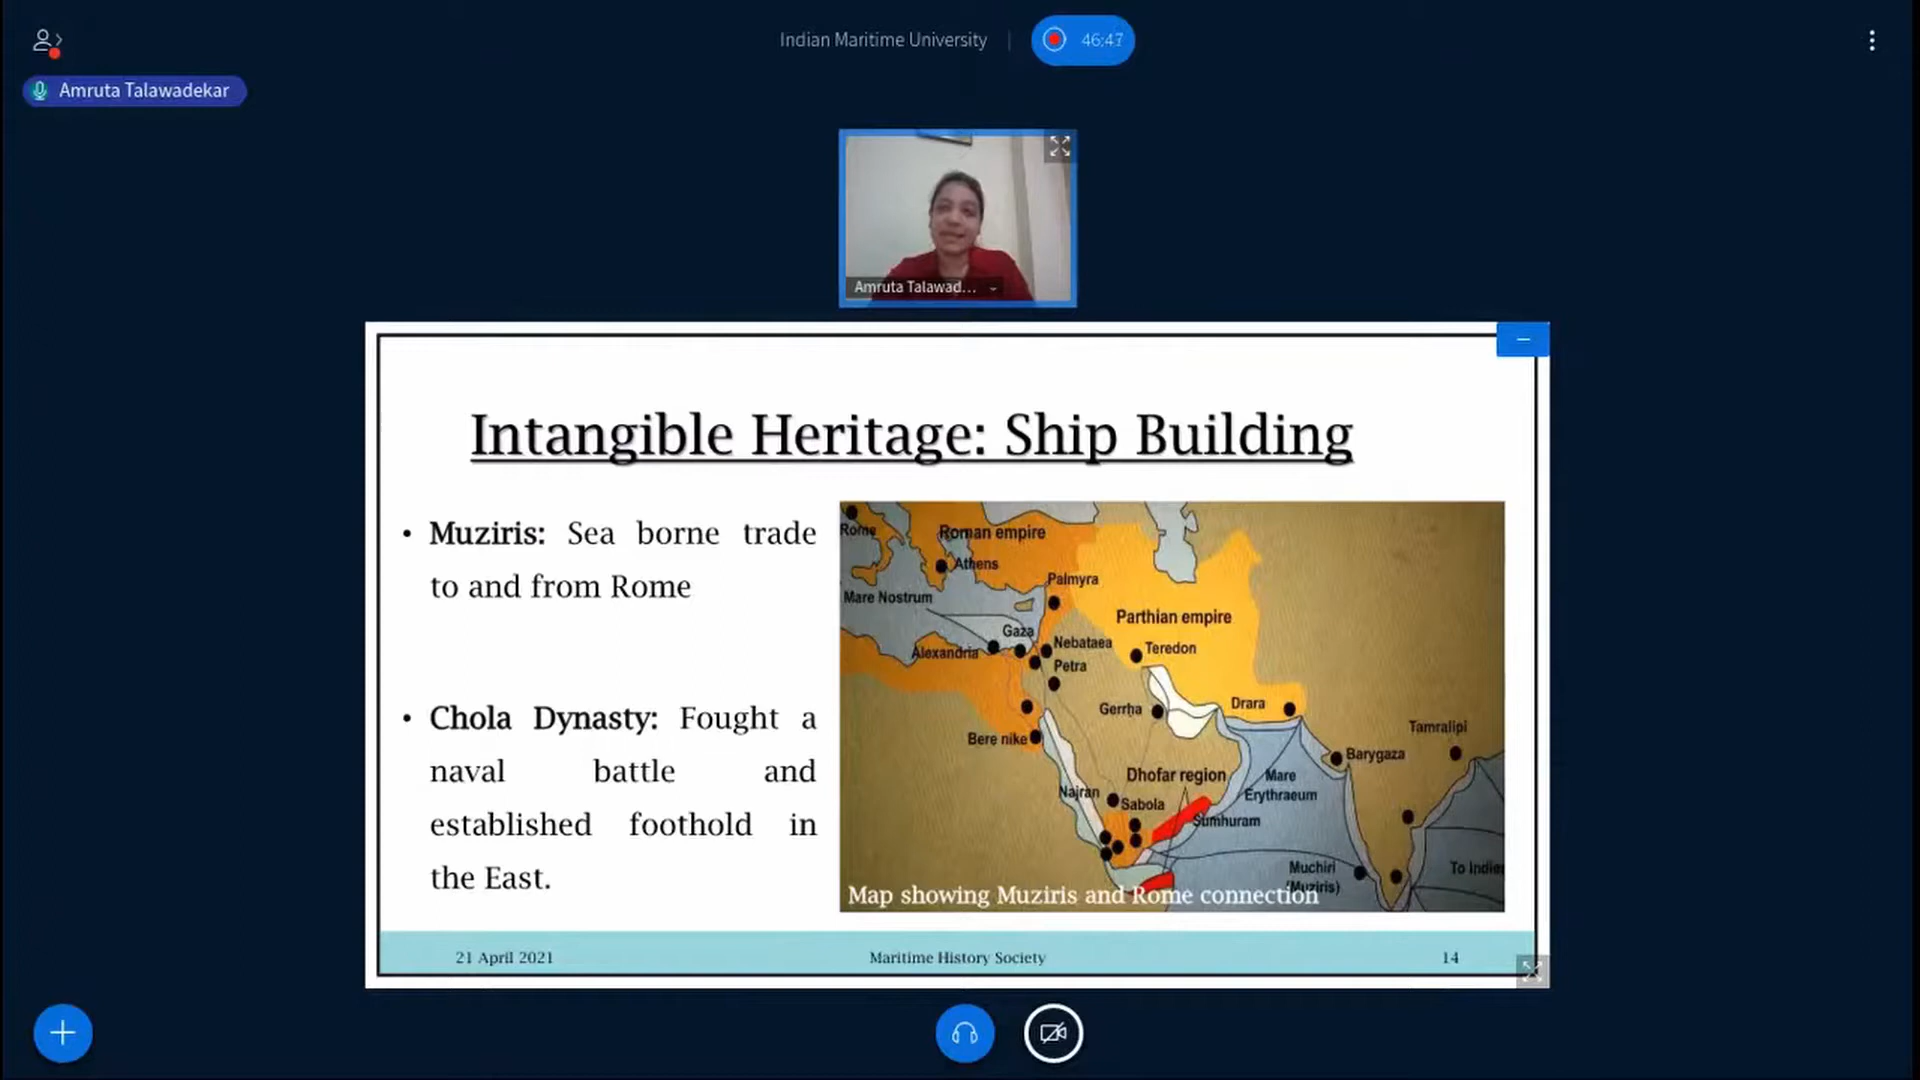 Indian Maritime University
46:47
Amruta Talawadekar
Amruta Talawad...
Intangible Heritage: Ship Building
• Muziris: Sea borne trade
to and from Rome
• Chola Dynasty: Fought a
naval battle and
established foothold in
the East.
Rome
Roman empire
Athens
Palmyra
Mare Nostrum
Parthian empire
Gaza
Nebataea
Alexandria
Teredon
Petra
Gerrha
Drara
Tamralipi
Bere nike
Barygaza
Dhofar region
Mare
Erythraeum
Najran
Sabola
Sumhuram
Muchiri
(Muziris)
To Indie
Map showing Muziris and Rome connection
21 April 2021
Maritime History Society
14